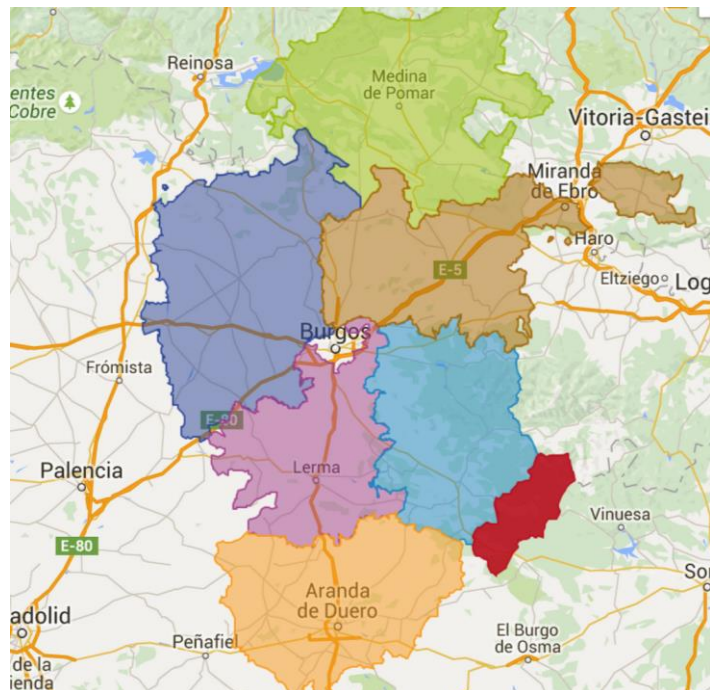 Reinosa
Medina
de Pomar
entes
Cobre
Vitoria-Gastei
Miranda
de Ebro
Haro
E-5
Eltziego
Log
Burgos
Frómista
E-80
Palencia
Lerma
Vinuesa
E-80
Sor
Aranda
de Duero
adolid
Peñafiel
El Burgo
de Osma
de la
ienda